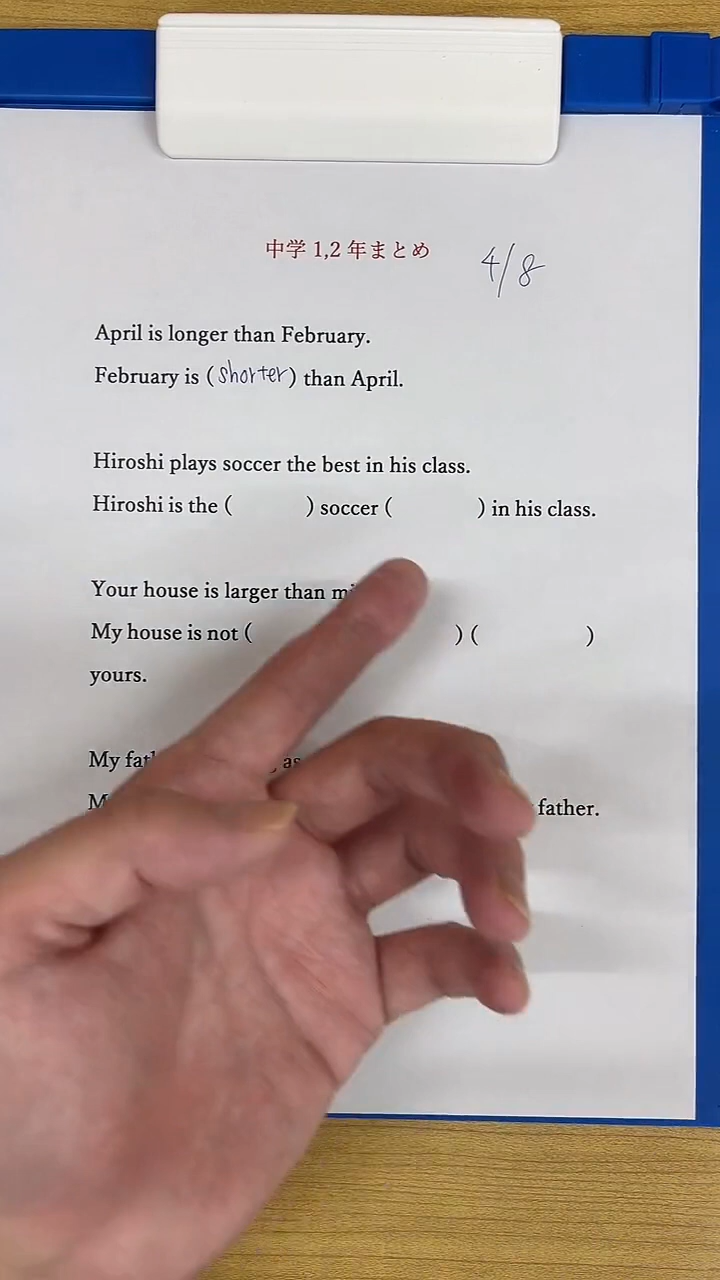 中学 1,2 年まとめ 4/8
April is longer than February.
February is (shorter) than April.
Hiroshi plays soccer the best in his class.
Hiroshi is the ( ) soccer ( ) in his class.
Your house is larger than
My house is not ( ) ( )
yours.
My as
father.